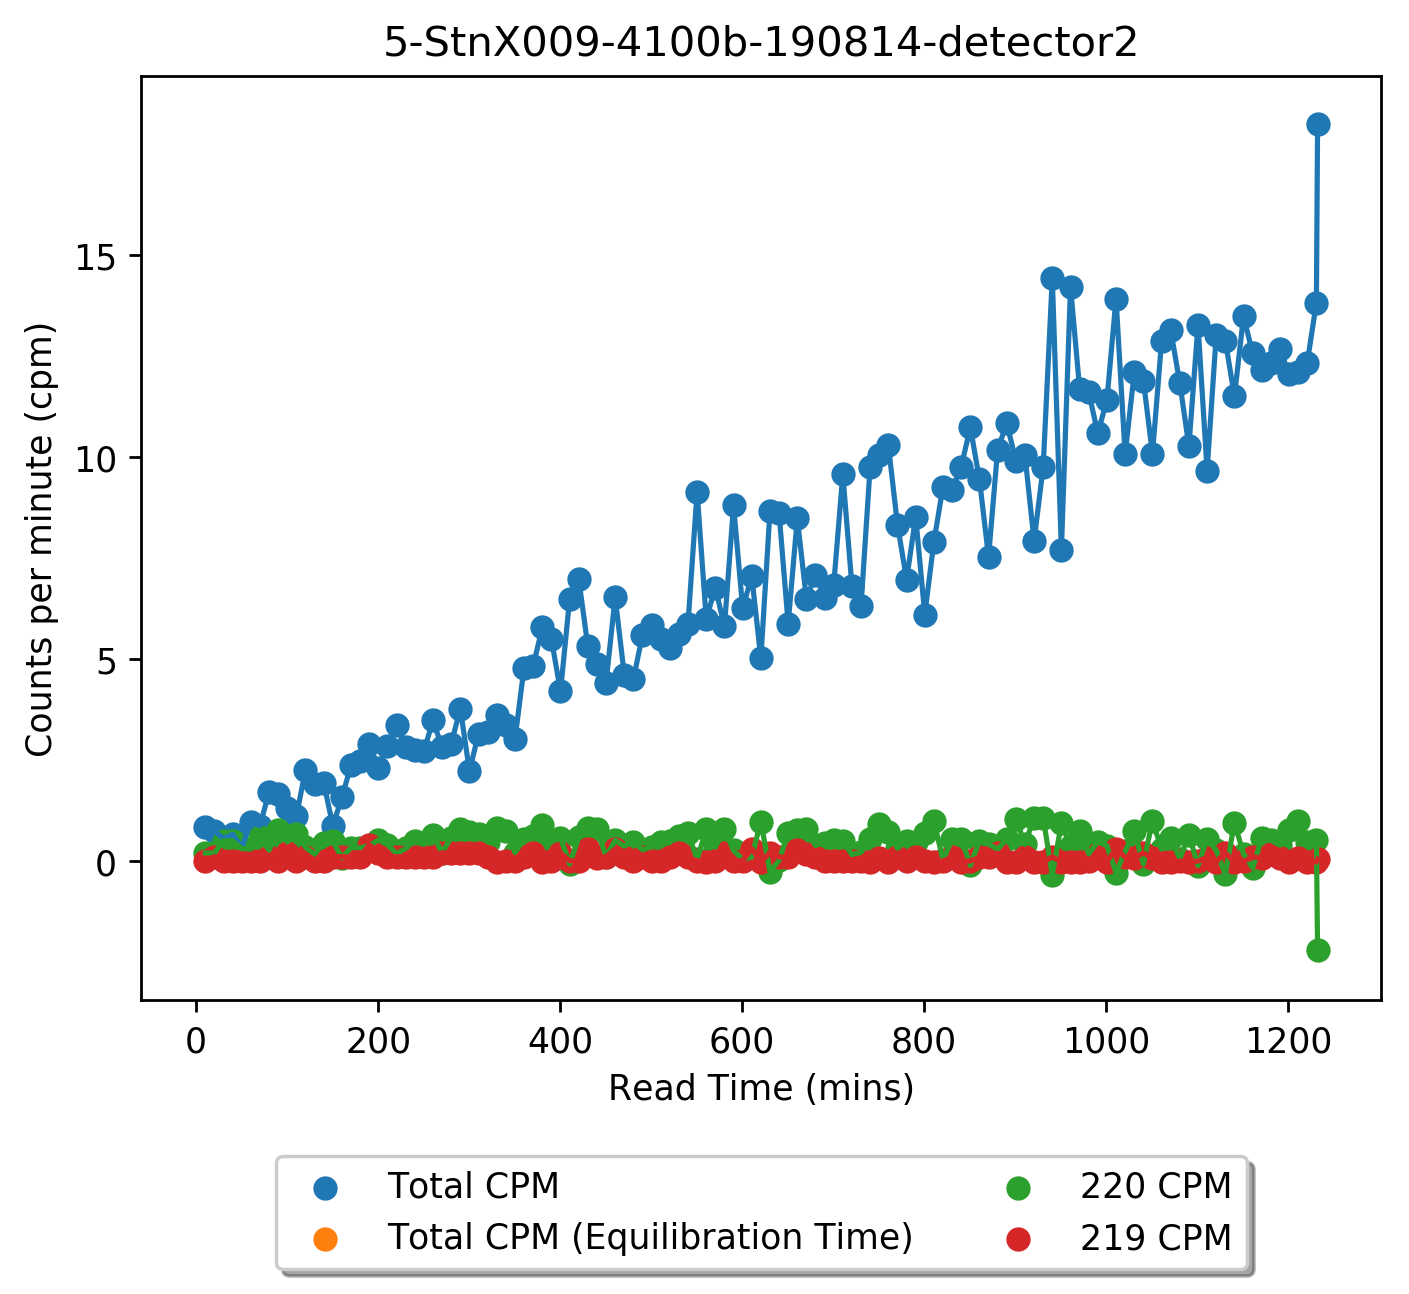 5-StnX009-4100b-190814-detector2
Counts per minute (cpm)
15
10
5
0
0 200 400 600 800 1000 1200
Read Time (mins)
Total CPM
Total CPM (Equilibration Time)
220 CPM
219 CPM